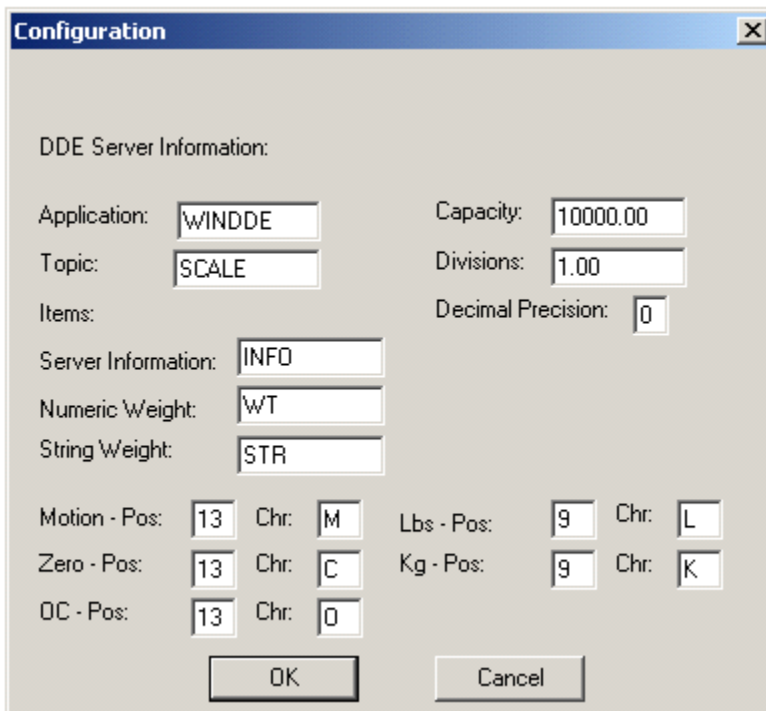 Configuration
DDE Server Information:
Application: WINDDE Capacity: 10000.00
Topic: SCALE Divisions: 1.00
Items: Decimal Precision: 0
Server Information: INFO
Numeric Weight: WT
String Weight: STR
Motion - Pos: 13 Chr: M Lbs - Pos: 9 Chr: L
Zero - Pos: 13 Chr: C Kg - Pos: 9 Chr: K
OC - Pos: 13 Chr: O
OK Cancel